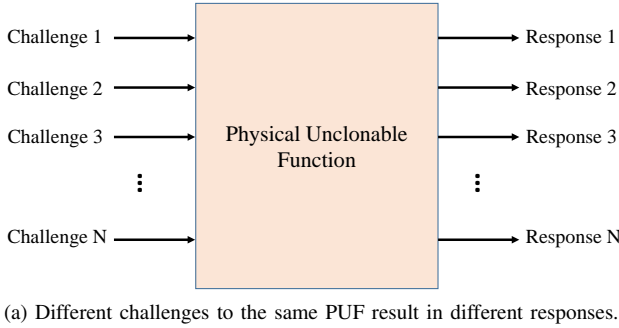 Challenge 1
Response 1
Challenge 2
Response 2
Challenge 3
Response 3
Physical Unclonable
Function
Challenge N
Response N
(a) Different challenges to the same PUF result in different responses.